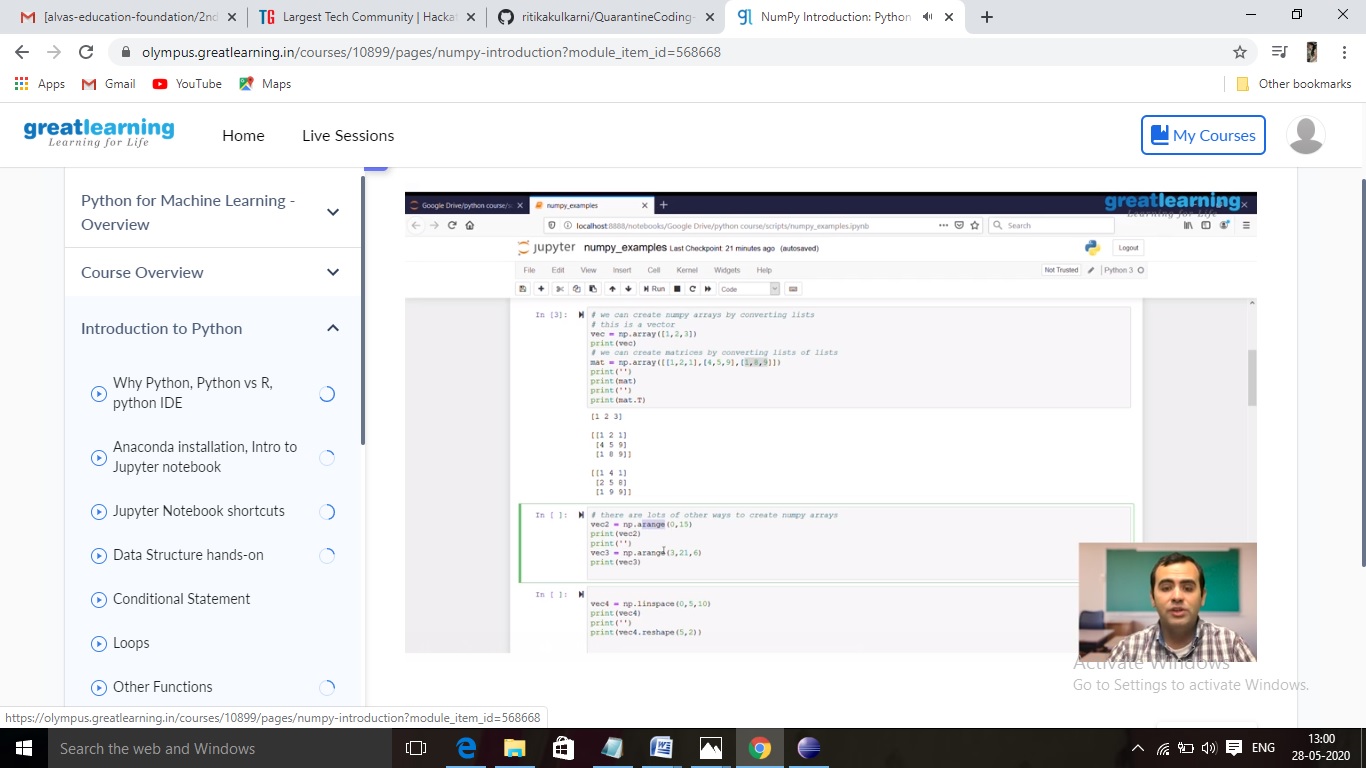 [alvas-education-foundation/2nd
Largest Tech Community | Hackat
ritikakulkarni/QuarantineCoding-
NumPy Introduction: Python
olympus.greatlearning.in/courses/10899/pages/numpy-introduction?module_item_id=568668
Apps
Gmail
YouTube
Maps
Other bookmarks
greatlearning
Learning for Life
Home
Live Sessions
My Courses
Python for Machine Learning -
Overview
Course Overview
Introduction to Python
Why Python, Python vs R,
python IDE
Anaconda installation, Intro to
Jupyter notebook
Jupyter Notebook shortcuts
Data Structure hands-on
Conditional Statement
Loops
Other Functions
Google Drive/python course/s
numpy_examples
greatlearning
Learning for Life
localhost:8888/notebooks/Google Drive/python course/scripts/numpy_examples.ipynb
Search
jupyter numpy_examples Last Checkpoint: 21 minutes ago (autosaved)
Logout
File Edit View Insert Cell Kernel Widgets Help
Not Trusted
Python 3
Run
Code
In [3]:
# we can create numpy arrays by converting lists
# this is a vector
vec = np.array([1,2,3])
print(vec)
# we can create matrices by converting lists of lists
mat = np.array([[1,2,1],[4,5,9],[1,8,9]])
print('')
print(mat)
print('')
print(mat.T)
[1 2 3]
[[1 2 1]
[4 5 9]
[1 8 9]]
[[1 4 1]
[2 5 8]
[1 9 9]]
In [ ]:
# there are lots of other ways to create numpy arrays
vec2 = np.arange(0,15)
print(vec2)
print('')
vec3 = np.arange(3,21,6)
print(vec3)
In [ ]:
vec4 = np.linspace(0,5,10)
print(vec4)
print('')
print(vec4.reshape(5,2))
Activate Windows
Go to Settings to activate Windows.
https://olympus.greatlearning.in/courses/10899/pages/numpy-introduction?module_item_id=568668
Search the web and Windows
ENG
13:00
28-05-2020